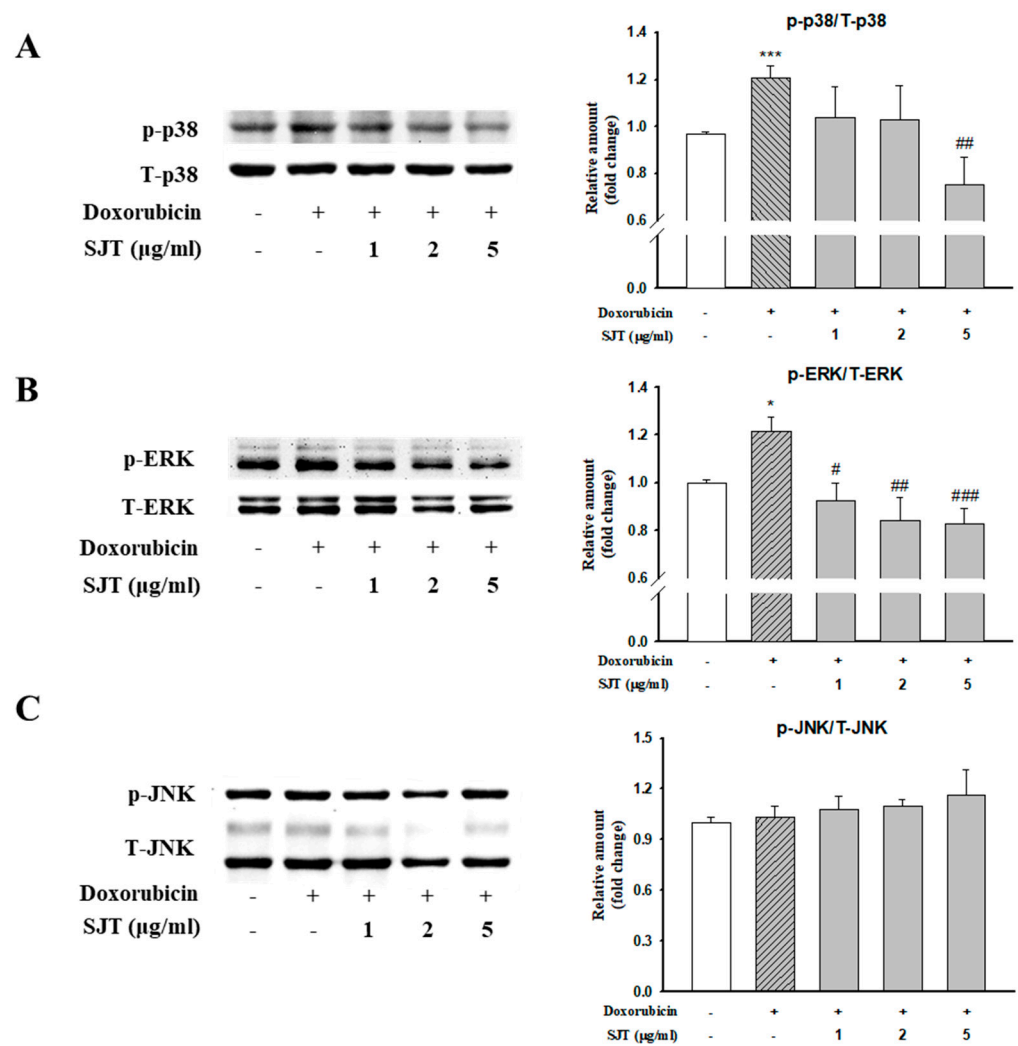 A
p-p38
T-p38
Doxorubicin - + + + +
SJT (μg/ml) - - 1 2 5
p-p38/T-p38
Relative amount
(fold change)
1.4
1.2
1.0
0.8
0.6
0.0
***
##
Doxorubicin - + + + +
SJT (μg/ml) - - 1 2 5
B
p-ERK
T-ERK
Doxorubicin - + + + +
SJT (μg/ml) - - 1 2 5
p-ERK/T-ERK
Relative amount
(fold change)
1.4
1.2
1.0
0.8
0.6
0.0
*
#
##
###
Doxorubicin - + + + +
SJT (μg/ml) - - 1 2 5
C
p-JNK
T-JNK
Doxorubicin - + + + +
SJT (μg/ml) - - 1 2 5
p-JNK/T-JNK
Relative amount
(fold change)
1.5
1.2
0.9
0.6
0.3
0.0
Doxorubicin - + + + +
SJT (μg/ml) - - 1 2 5